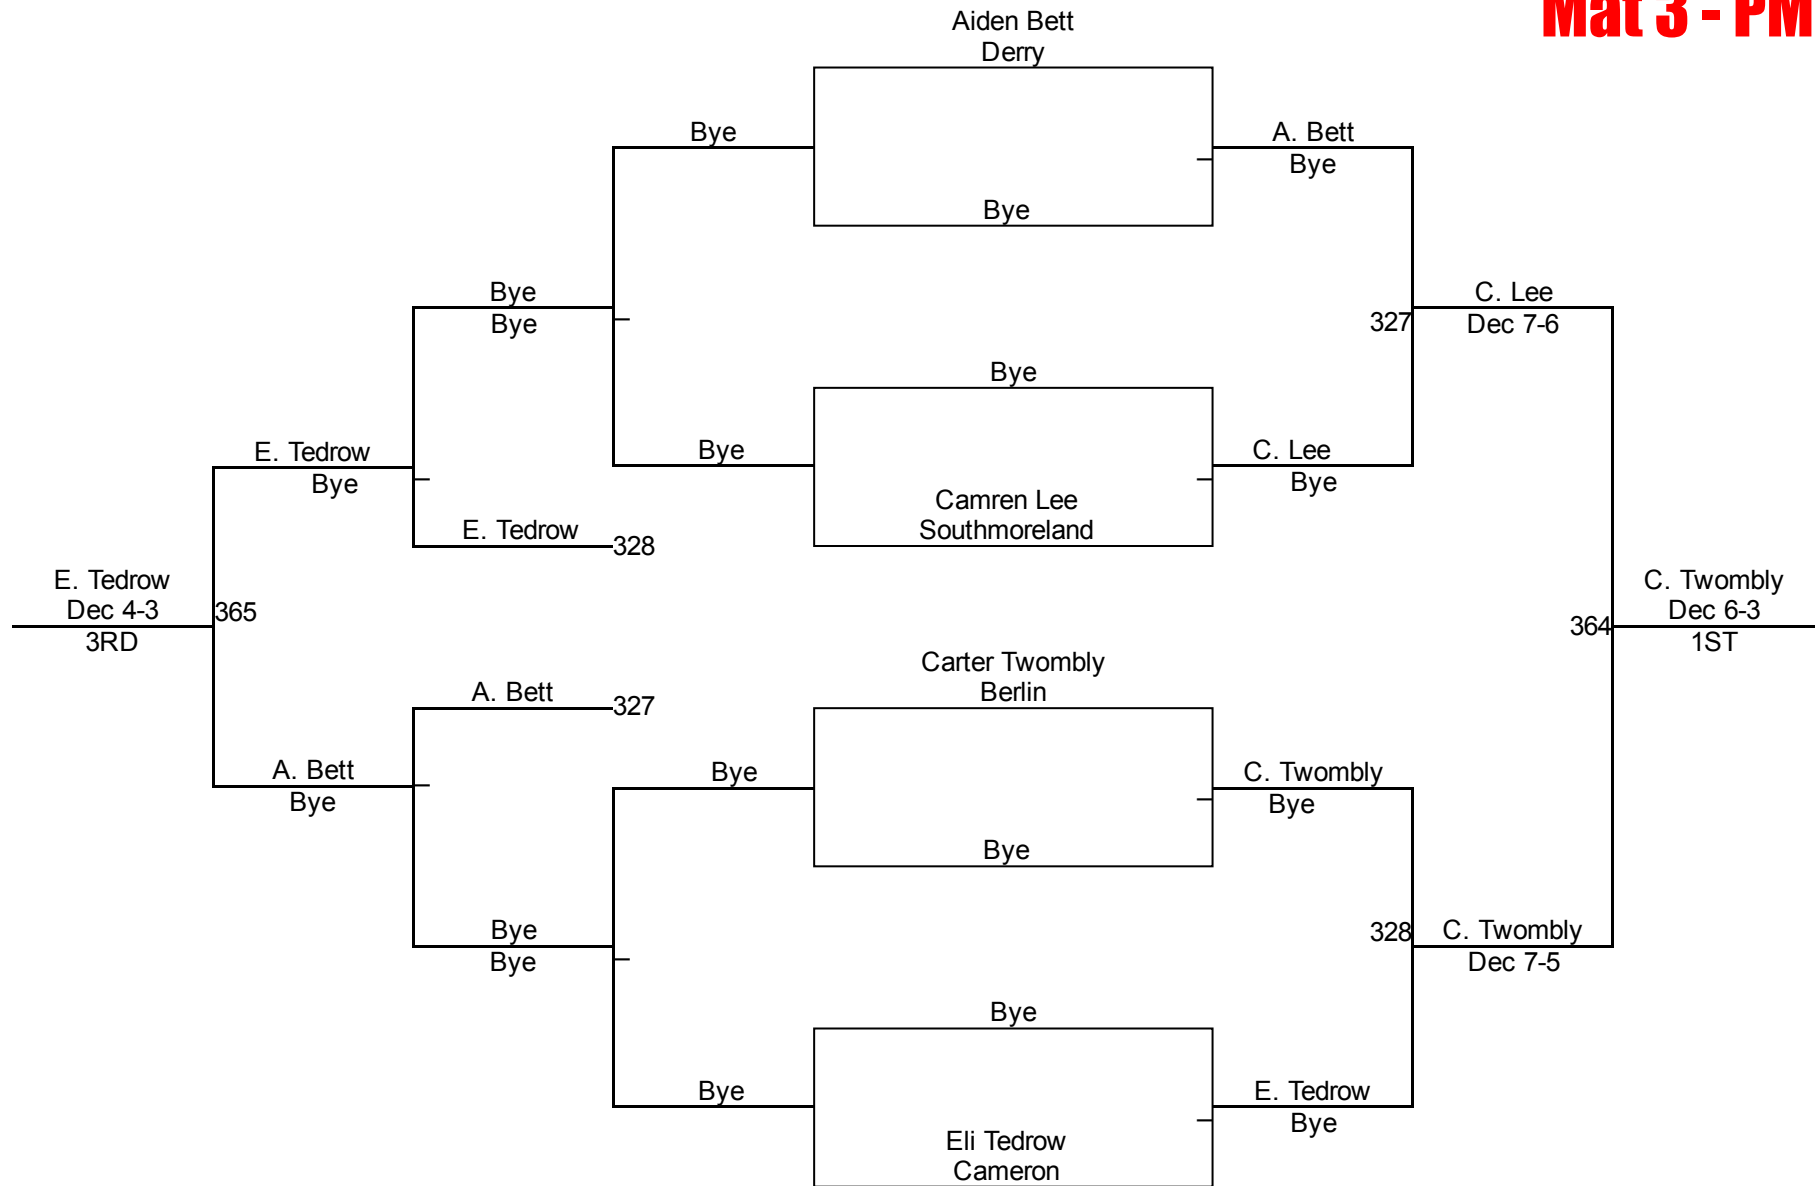 Mat 3 - PM
Aiden Bett
Derry
Bye
A. Bett
Bye
Bye
Bye
Bye
C. Lee
327
Dec 7-6
Bye
E. Tedrow
Bye
C. Lee
Bye
Bye
Camren Lee
Southmoreland
E. Tedrow
328
E. Tedrow
Dec 4-3
3RD
365
C. Twombly
Dec 6-3
1ST
364
Carter Twombly
Berlin
A. Bett
327
A. Bett
Bye
Bye
C. Twombly
Bye
Bye
Bye
Bye
328
C. Twombly
Dec 7-5
Bye
Bye
E. Tedrow
Bye
Eli Tedrow
Cameron